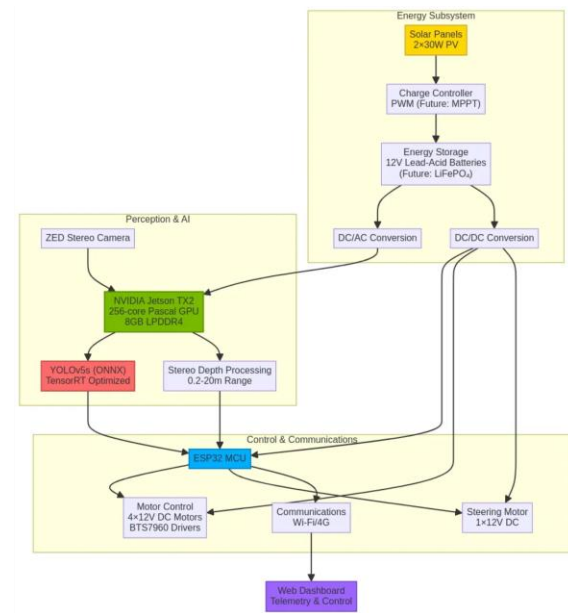 Energy Subsystem
Solar Panels
2×30W PV
Charge Controller
PWM (Future: MPPT)
Energy Storage
12V Lead-Acid Batteries
(Future: LiFePO₄)
DC/AC Conversion
DC/DC Conversion
Perception & AI
ZED Stereo Camera
NVIDIA Jetson TX2
256-core Pascal GPU
8GB LPDDR4
YOLOv5s (ONNX)
TensorRT Optimized
Stereo Depth Processing
0.2-20m Range
Control & Communications
ESP32 MCU
Motor Control
4×12V DC Motors
BTS7960 Drivers
Communications
Wi-Fi/4G
Steering Motor
1×12V DC
Web Dashboard
Telemetry & Control